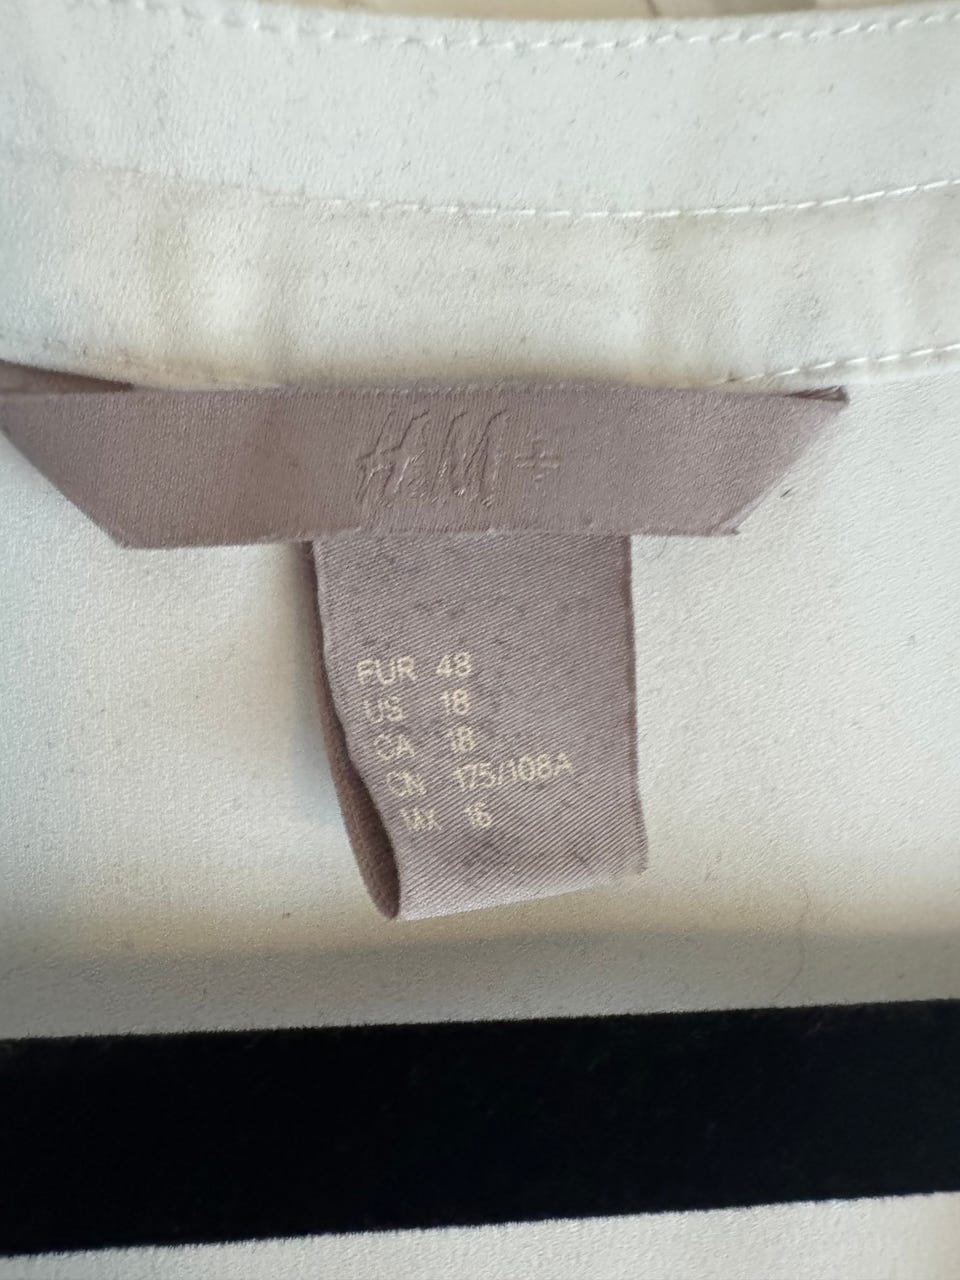 H&M+
EUR 48
US 18
CA 18
CN 175/108A
MX 16